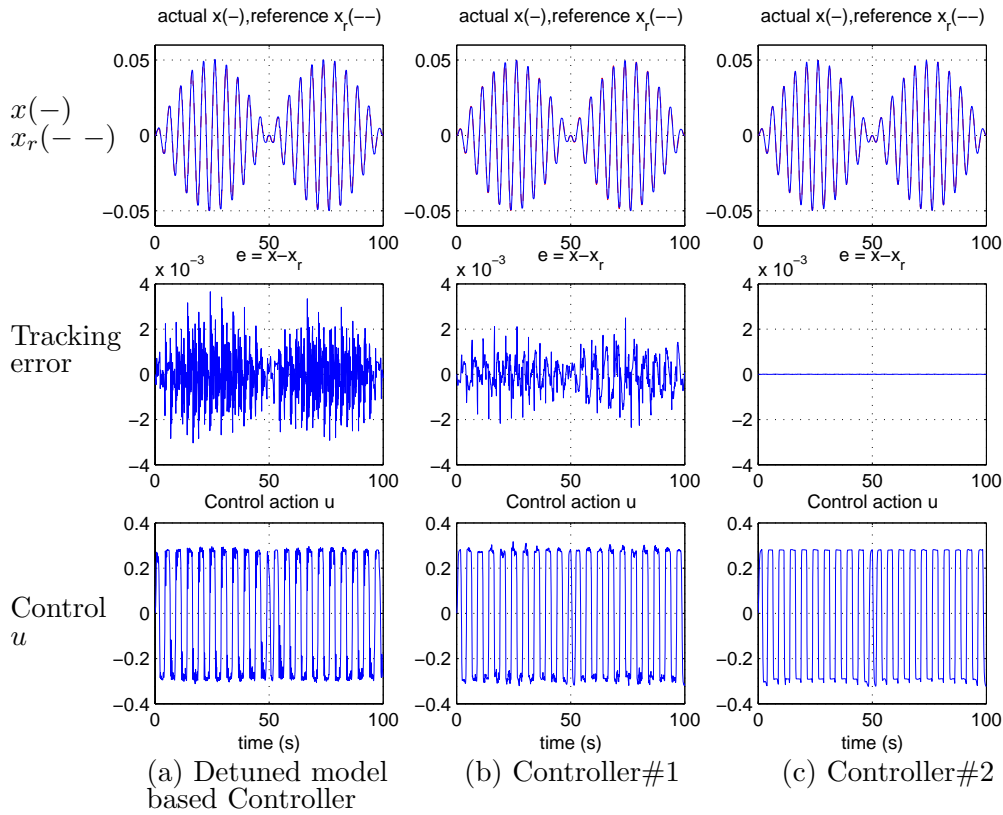 actual x(−),reference x_r(−−)
actual x(−),reference x_r(−−)
actual x(−),reference x_r(−−)
x(−)
x_r(− −)
0.05
0
−0.05
0 50 100
0.05
0
−0.05
0 50 100
0.05
0
−0.05
0 50 100
x 10^−3
e = x−x_r
x 10^−3
e = x−x_r
x 10^−3
e = x−x_r
Tracking
error
4
2
0
−2
−4
0 100
4
2
0
−2
−4
0 100
4
2
0
−2
−4
0 100
50
Control action u
Control
u
0.4
0.2
0
−0.2
−0.4
0 50 100
0.4
0.2
0
−0.2
−0.4
0 50 100
0.4
0.2
0
−0.2
−0.4
0 50 100
time (s)
time (s)
time (s)
(a) Detuned model
based Controller
(b) Controller#1
(c) Controller#2